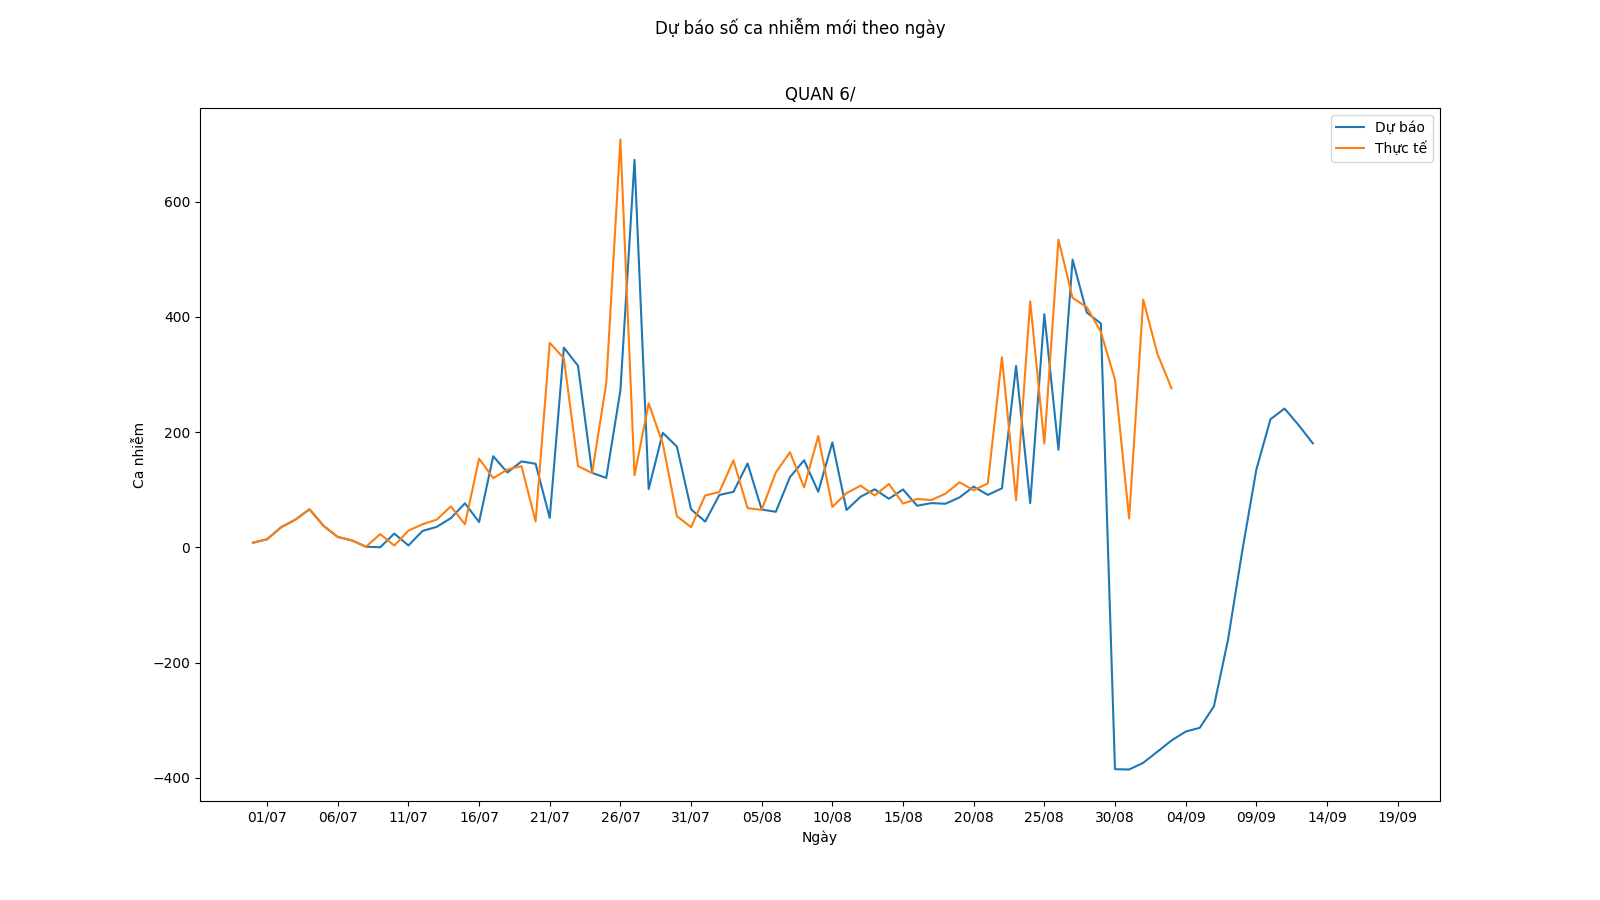 Dự báo số ca nhiễm mới theo ngày
QUAN 6/
Dự báo
Thực tế
600
400
200
0
−200
−400
Ca nhiễm
01/07 06/07 11/07 16/07 21/07 26/07 31/07 05/08 10/08 15/08 20/08 25/08 30/08 04/09 09/09 14/09 19/09
Ngày